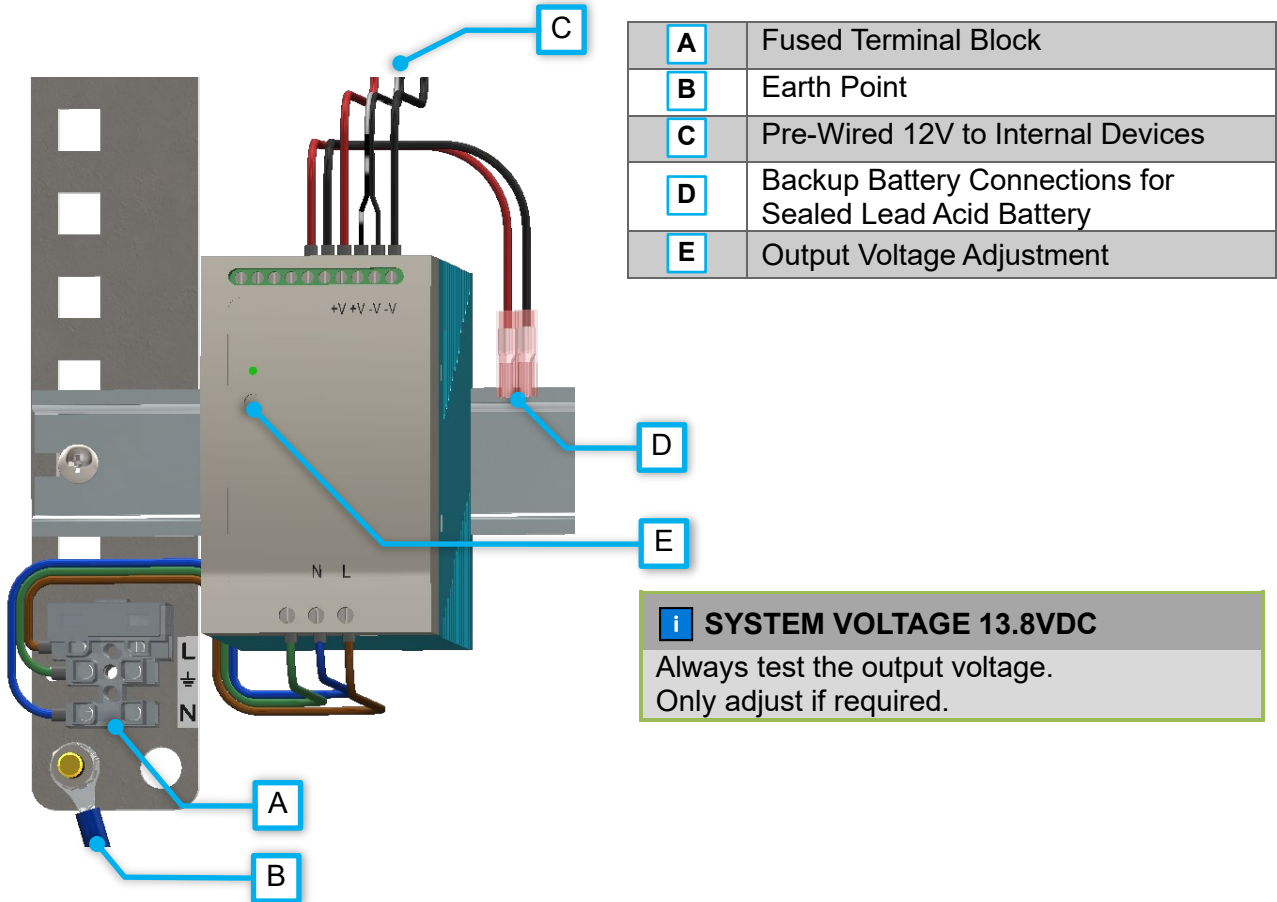 C
A Fused Terminal Block
B Earth Point
C Pre-Wired 12V to Internal Devices
D Backup Battery Connections for
Sealed Lead Acid Battery
E Output Voltage Adjustment
+V +V -V -V
D
E
N L
L
⏚
N
A
B
i SYSTEM VOLTAGE 13.8VDC
Always test the output voltage.
Only adjust if required.